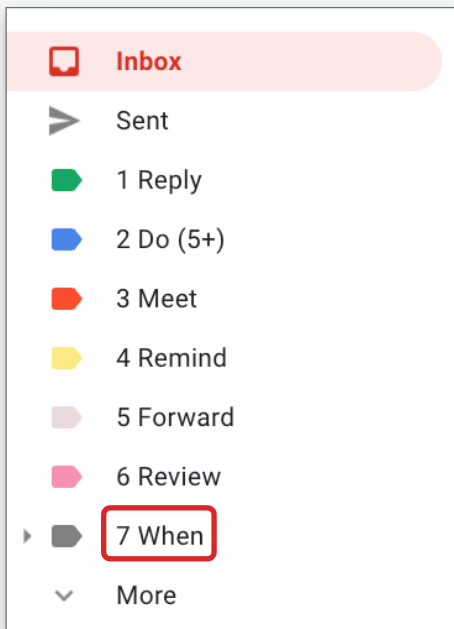 Inbox
Sent
1 Reply
2 Do (5+)
3 Meet
4 Remind
5 Forward
6 Review
7 When
More